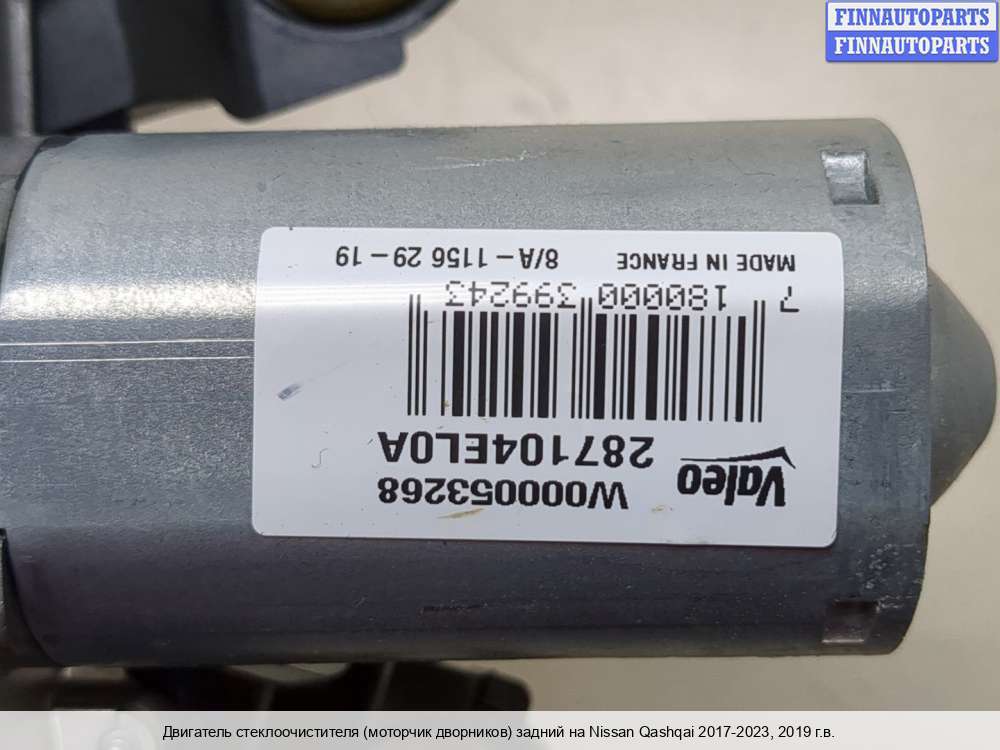 FINNAUTOPARTS
FINNAUTOPARTS
Valeo
W000053268
287104EL0A
7 180000 399243
MADE IN FRANCE 8/A - 1156 29 - 19
Двигатель стеклоочистителя (моторчик дворников) задний на Nissan Qashqai 2017-2023, 2019 г.в.